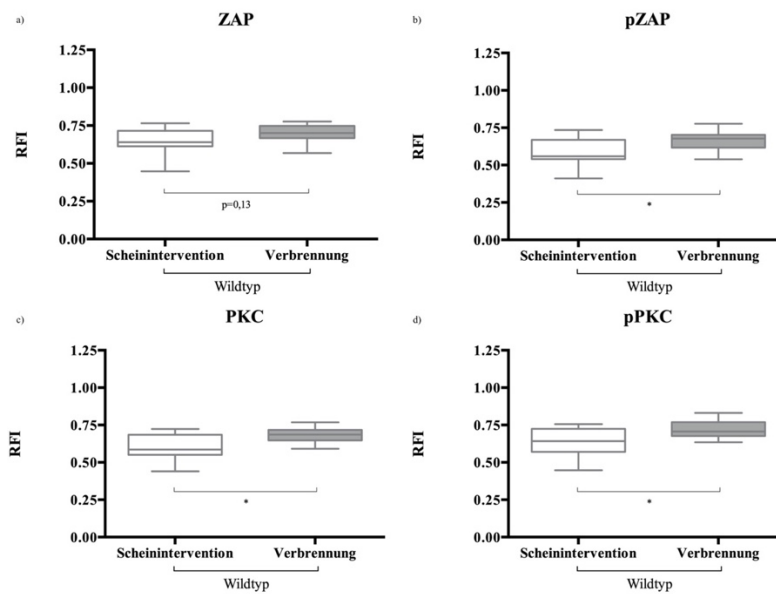 a)
ZAP
RFI
1.25
1.00
0.75
0.50
0.25
0.00
p=0,13
Scheinintervention Verbrennung
Wildtyp
b)
pZAP
RFI
1.25
1.00
0.75
0.50
0.25
0.00
*
Scheinintervention Verbrennung
Wildtyp
c)
PKC
RFI
1.25
1.00
0.75
0.50
0.25
0.00
*
Scheinintervention Verbrennung
Wildtyp
d)
pPKC
RFI
1.25
1.00
0.75
0.50
0.25
0.00
*
Scheinintervention Verbrennung
Wildtyp